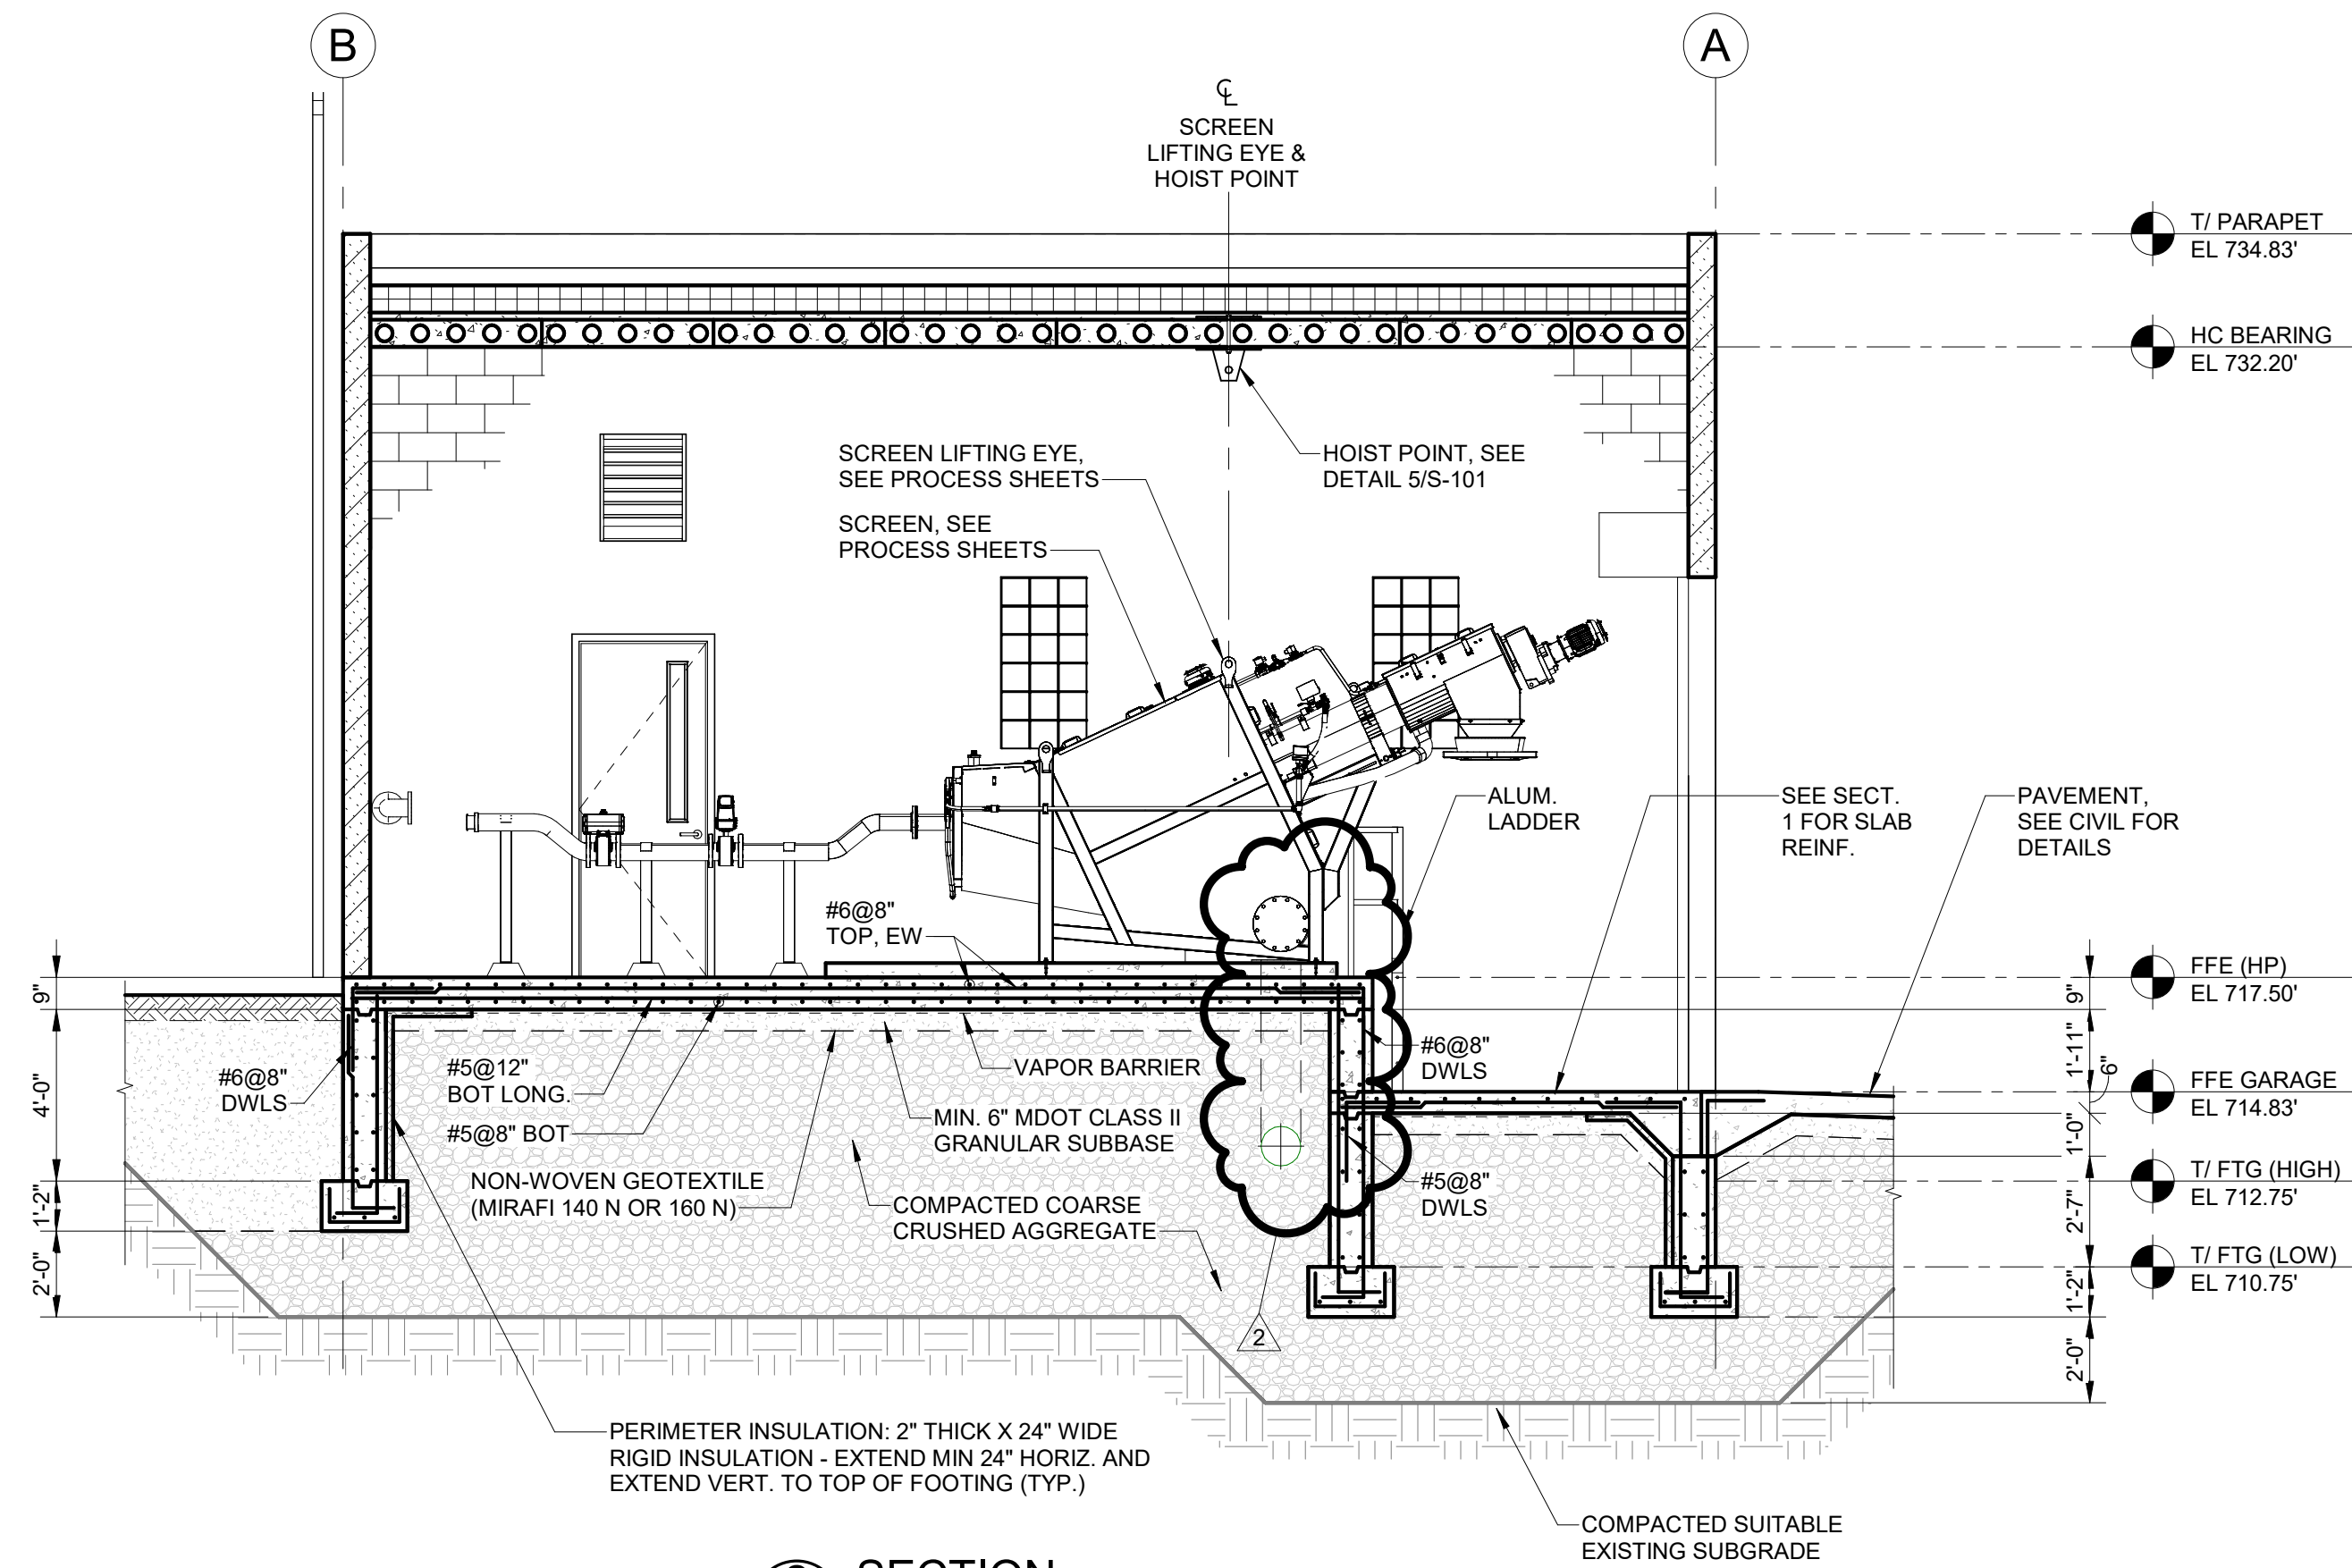 B
A
℄
SCREEN
LIFTING EYE &
HOIST POINT
T/ PARAPET
EL 734.83'
HC BEARING
EL 732.20'
SCREEN LIFTING EYE,
SEE PROCESS SHEETS
HOIST POINT, SEE
DETAIL 5/S-101
SCREEN, SEE
PROCESS SHEETS
ALUM.
LADDER
SEE SECT.
1 FOR SLAB
REINF.
PAVEMENT,
SEE CIVIL FOR
DETAILS
#6@8"
TOP, EW
FFE (HP)
EL 717.50'
9"
4'-0"
1'-2"
2'-0"
9"
1'-11"
6"
1'-0"
2'-7"
1'-2"
2'-0"
#6@8"
DWLS
#5@12"
BOT LONG.
#5@8" BOT
VAPOR BARRIER
MIN. 6" MDOT CLASS II
GRANULAR SUBBASE
#6@8"
DWLS
FFE GARAGE
EL 714.83'
NON-WOVEN GEOTEXTILE
(MIRAFI 140 N OR 160 N)
COMPACTED COARSE
CRUSHED AGGREGATE
#5@8"
DWLS
T/ FTG (HIGH)
EL 712.75'
T/ FTG (LOW)
EL 710.75'
2
PERIMETER INSULATION: 2" THICK X 24" WIDE
RIGID INSULATION - EXTEND MIN 24" HORIZ. AND
EXTEND VERT. TO TOP OF FOOTING (TYP.)
COMPACTED SUITABLE
EXISTING SUBGRADE
SECTION